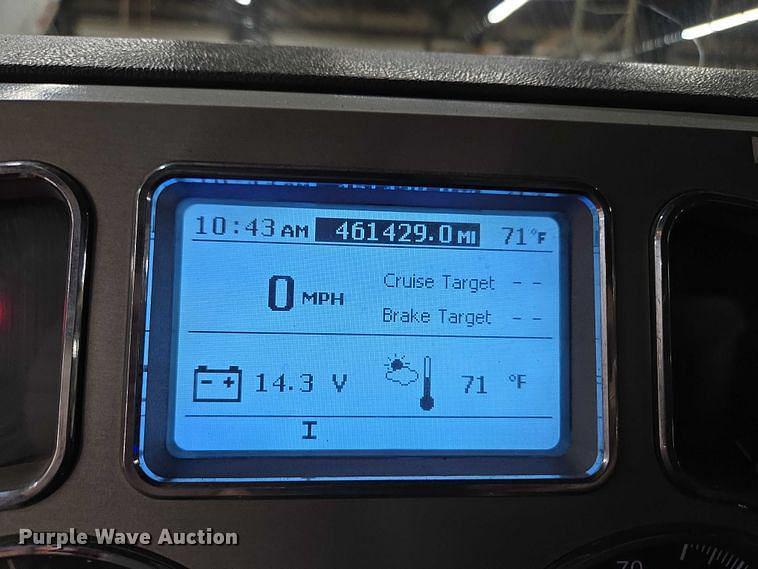 10:43 AM 461429.0 MI 71°F
0 MPH
Cruise Target - -
Brake Target - -
- + 14.3 V 71 °F
I
Purple Wave Auction
70